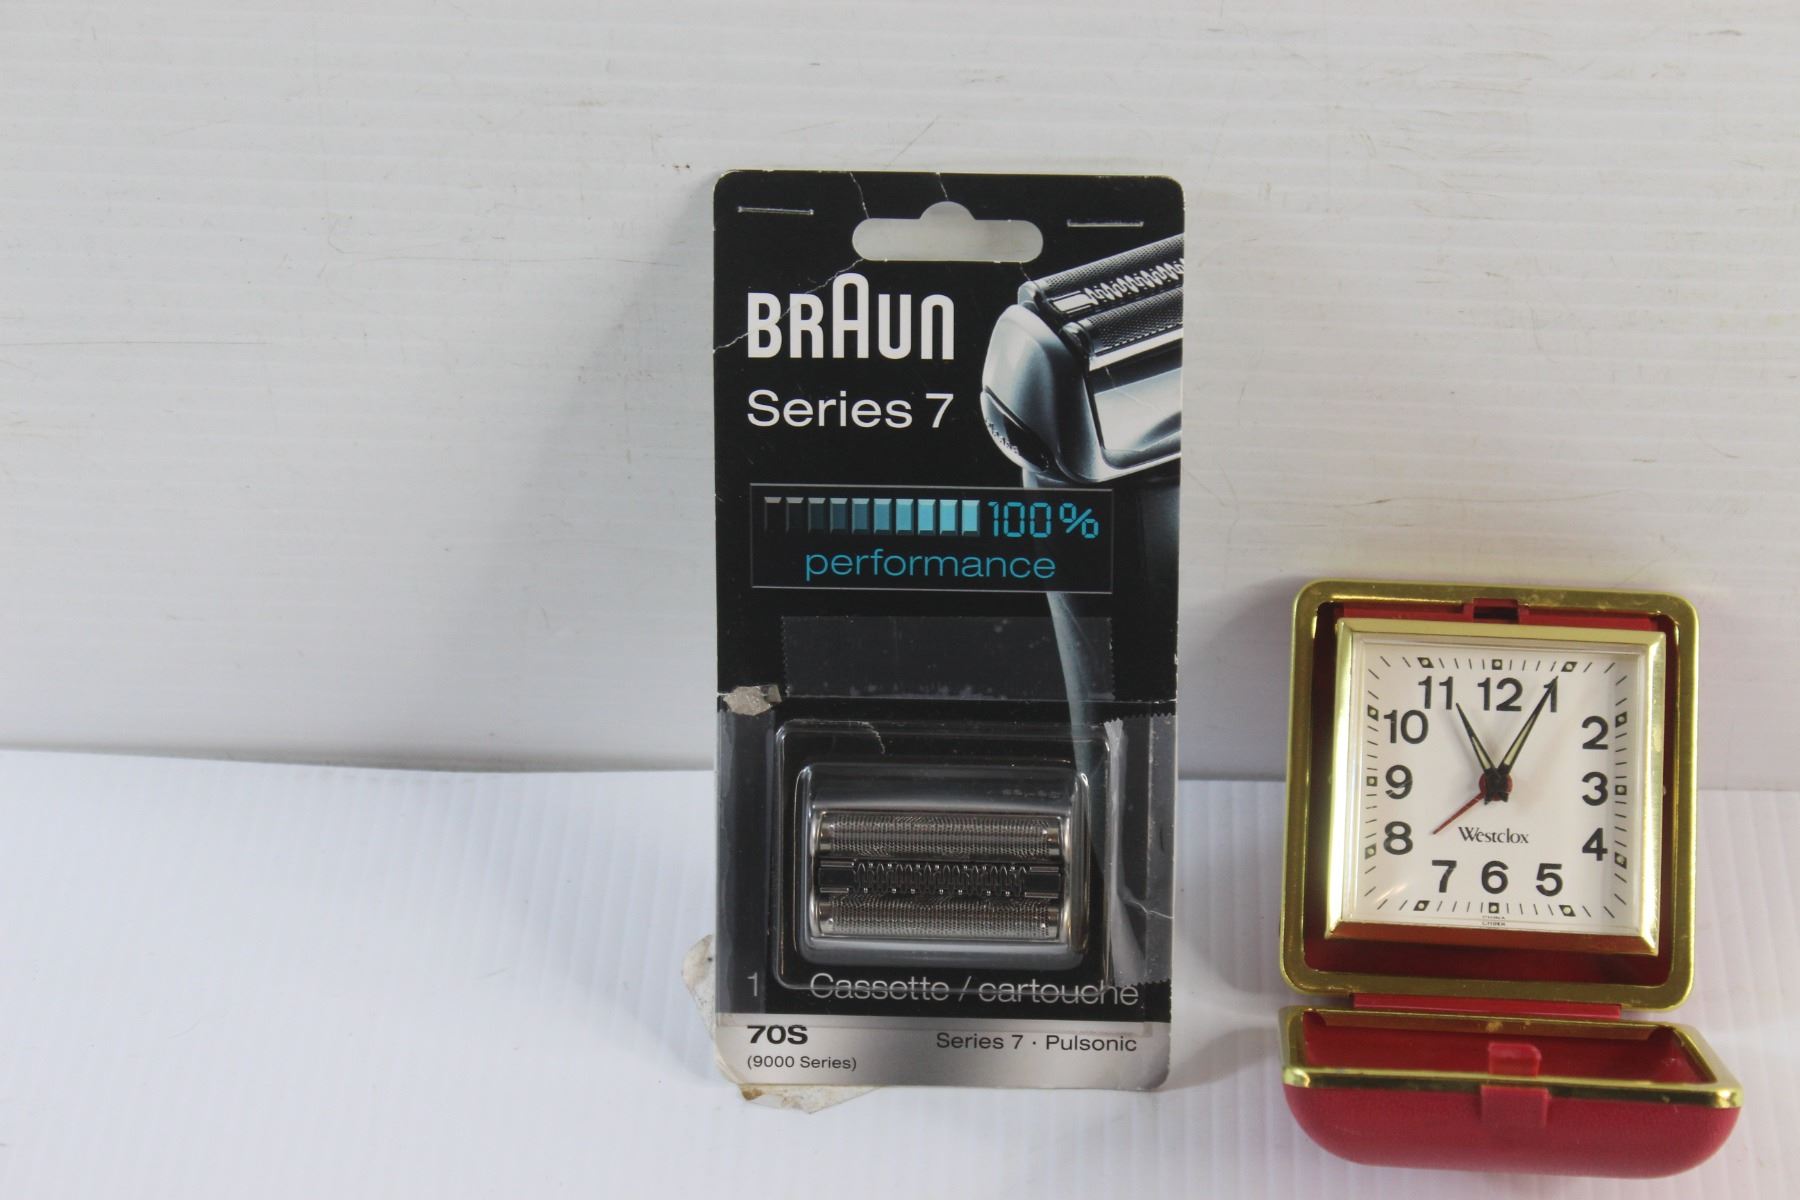 BRAUN
Series 7
100%
performance
1 Cassette / cartouche
70S
Series 7 · Pulsonic
(9000 Series)
11 12 1
10 2
9 3
8 4
7 6 5
Westclox